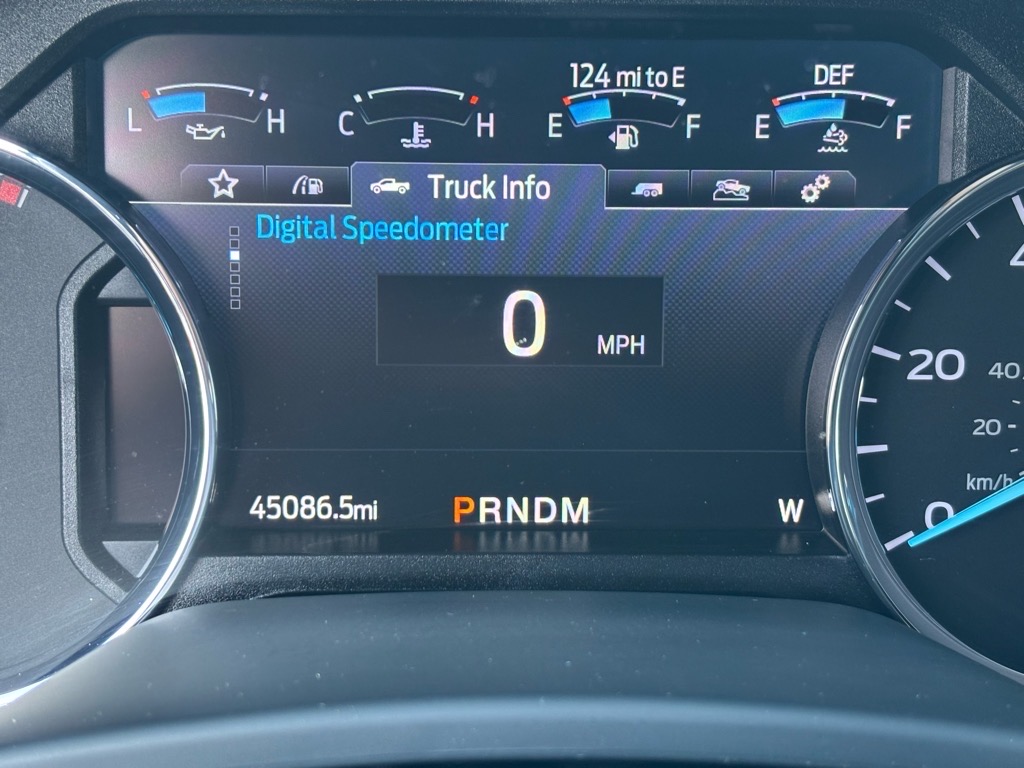 124 mi to E
DEF
L H
C H
E F
E F
Truck Info
Digital Speedometer
0 MPH
45086.5mi
PRNDM
W
20
40
20
km/h
0